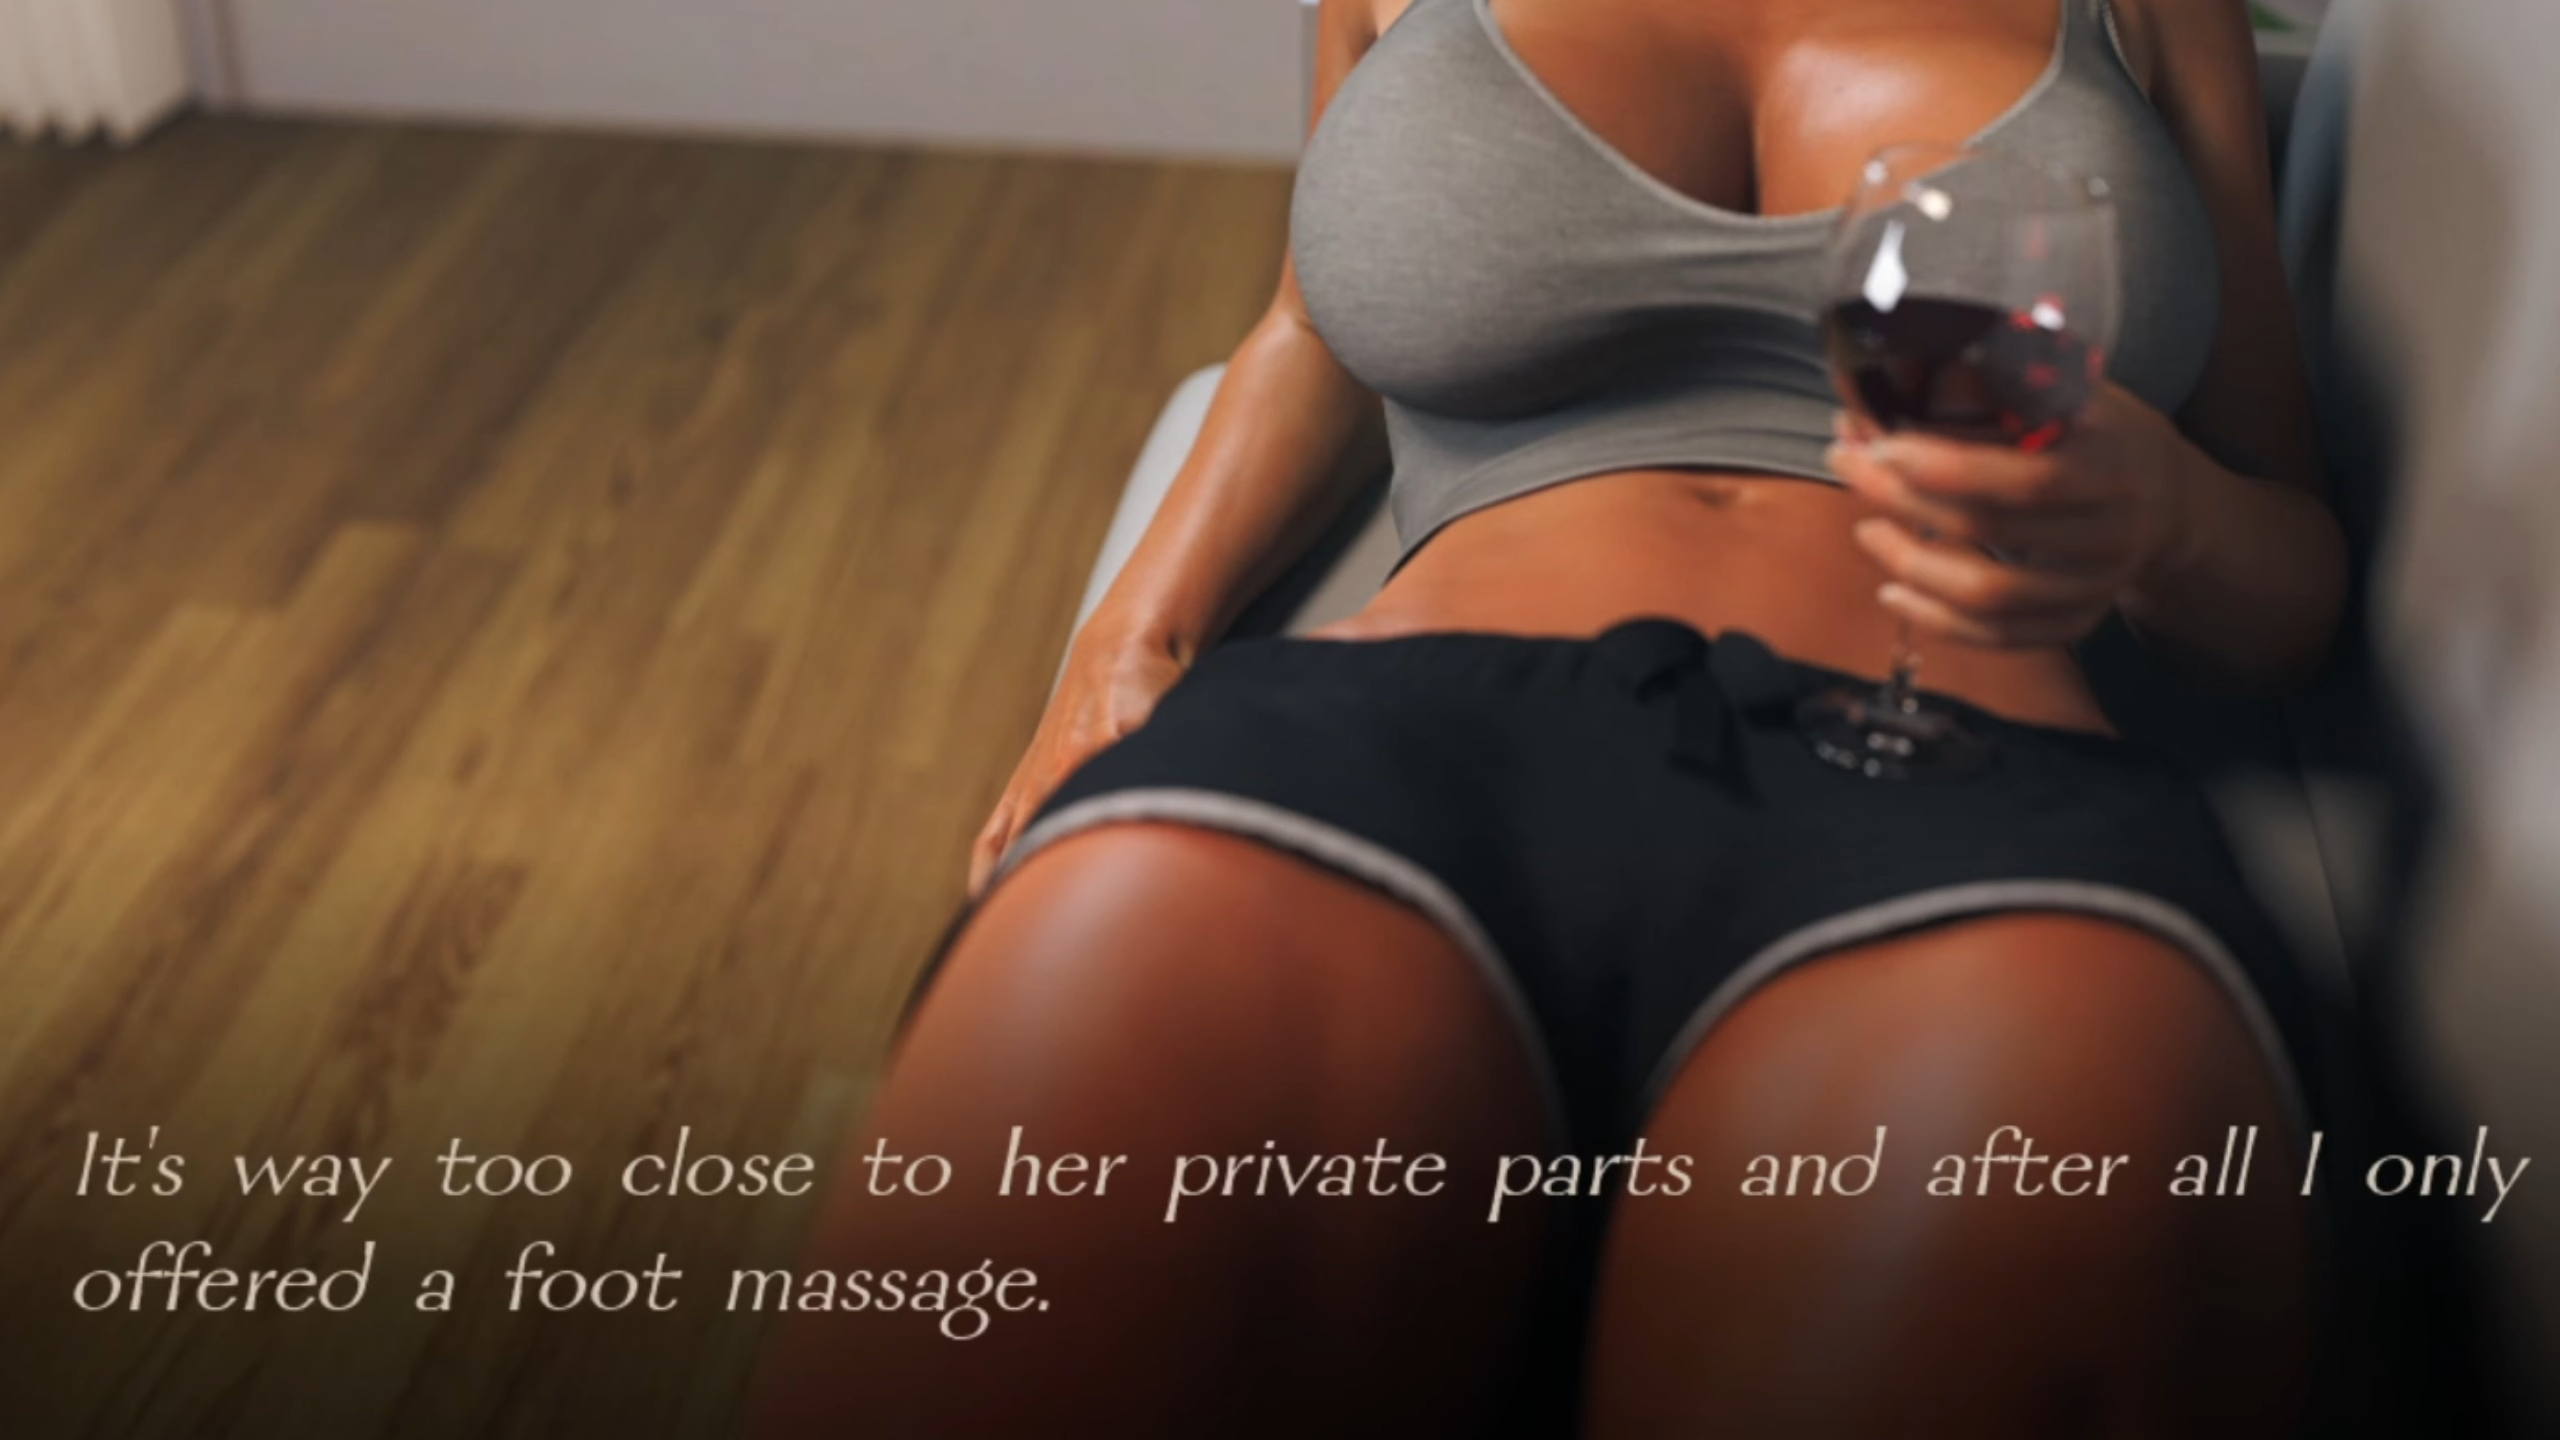 It's way too close to her private parts and after all I only
offered a foot massage.